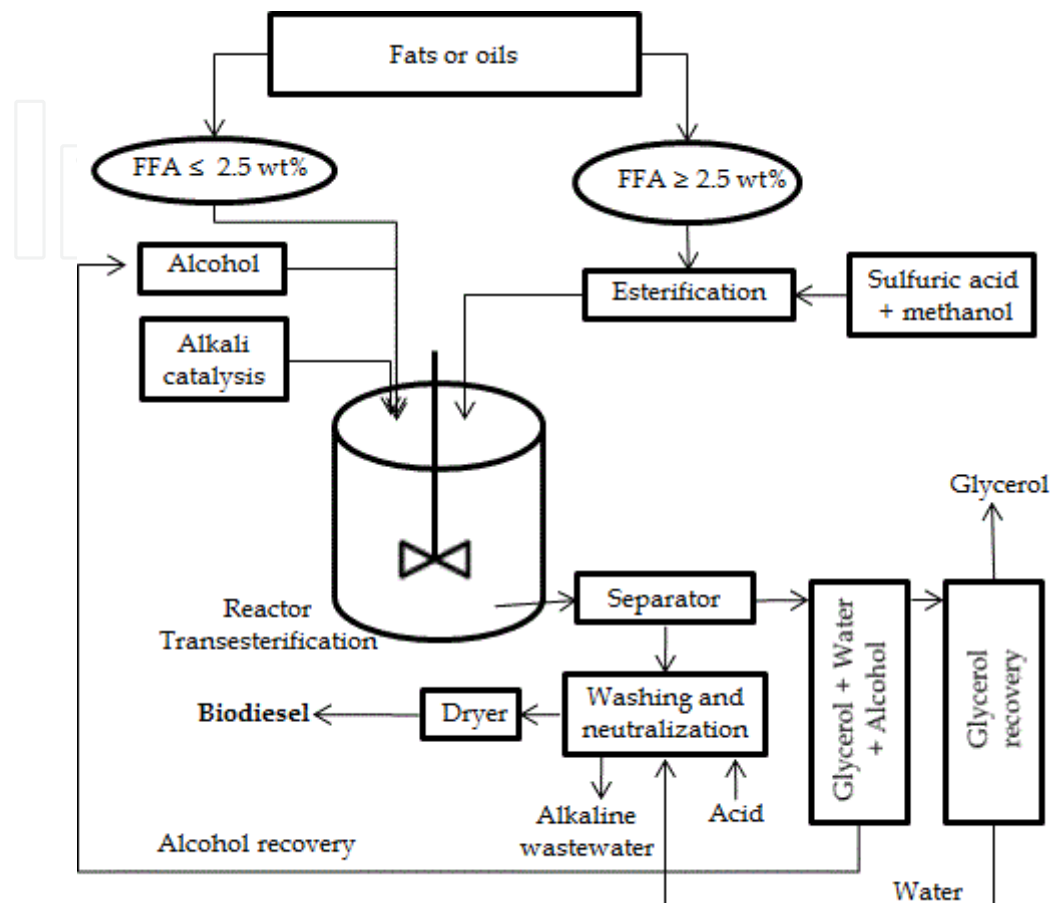 Fats or oils
FFA ≤ 2.5 wt%
FFA ≥ 2.5 wt%
Alcohol
Esterification
Sulfuric acid
+ methanol
Alkali
catalysis
Glycerol
Reactor
Transesterification
Separator
Glycerol + Water
+ Alcohol
Glycerol
recovery
Biodiesel
Dryer
Washing and
neutralization
Alkaline
wastewater
Acid
Alcohol recovery
Water